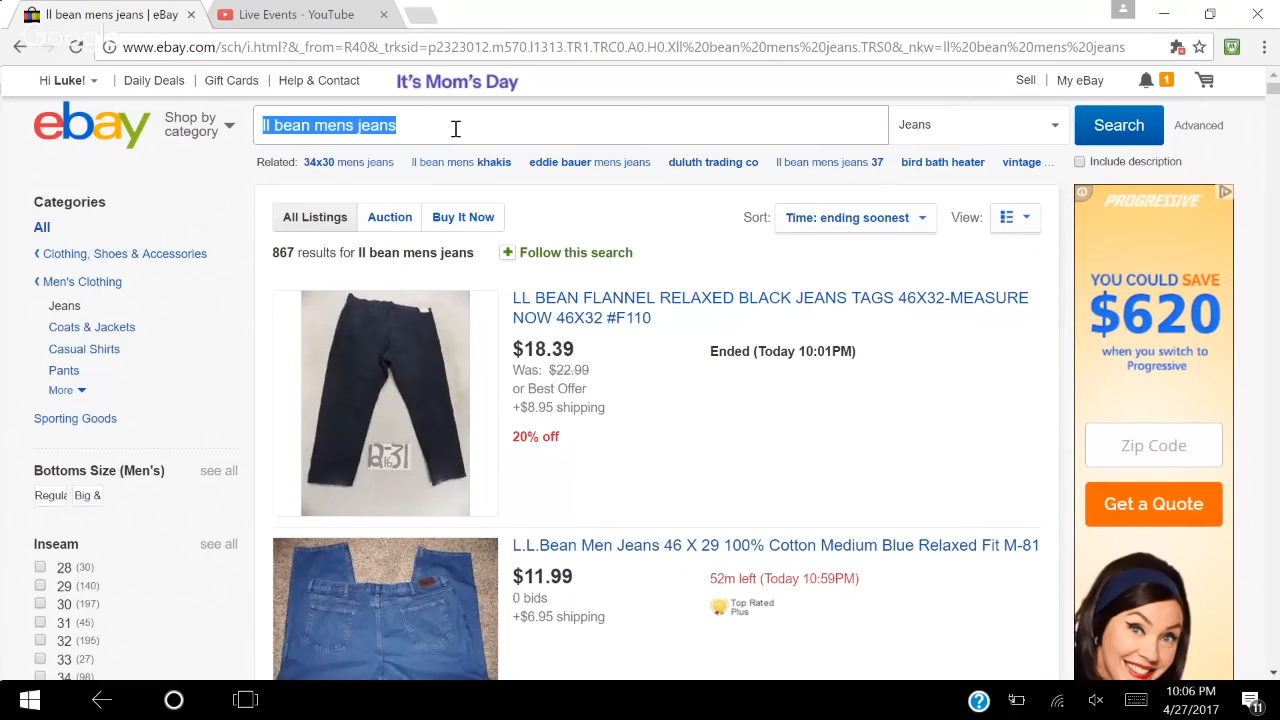 ll bean mens jeans | eBay
Live Events - YouTube
Google
www.ebay.com/sch/i.html?&_from=R40&_trksid=p2323012.m570.l1313.TR1.TRC0.A0.H0.Xll%20bean%20mens%20jeans.TRS0&_nkw=ll%20bean%20mens%20jeans
Hi Luke! Daily Deals Gift Cards Help & Contact It's Mom's Day Sell My eBay 1
ebay Shop by category
ll bean mens jeans
Jeans
Search
Advanced
Related: 34x30 mens jeans ll bean mens khakis eddie bauer mens jeans duluth trading co ll bean mens jeans 37 bird bath heater vintage ...
Include description
Categories
All
Clothing, Shoes & Accessories
Men's Clothing
Jeans
Coats & Jackets
Casual Shirts
Pants
More
Sporting Goods
Bottoms Size (Men's) see all
Regula Big &
Inseam see all
28 (30)
29 (140)
30 (197)
31 (45)
32 (195)
33 (27)
34 (98)
All Listings Auction Buy It Now
Sort: Time: ending soonest View:
867 results for ll bean mens jeans
Follow this search
LL BEAN FLANNEL RELAXED BLACK JEANS TAGS 46X32-MEASURE
NOW 46X32 #F110
$18.39
Ended (Today 10:01PM)
Was: $22.99
or Best Offer
+$8.95 shipping
20% off
L.L.Bean Men Jeans 46 X 29 100% Cotton Medium Blue Relaxed Fit M-81
$11.99
52m left (Today 10:59PM)
0 bids
Top Rated
Plus
+$6.95 shipping
PROGRESSIVE
YOU COULD SAVE
$620
when you switch to
Progressive
Zip Code
Get a Quote
10:06 PM
4/27/2017
11